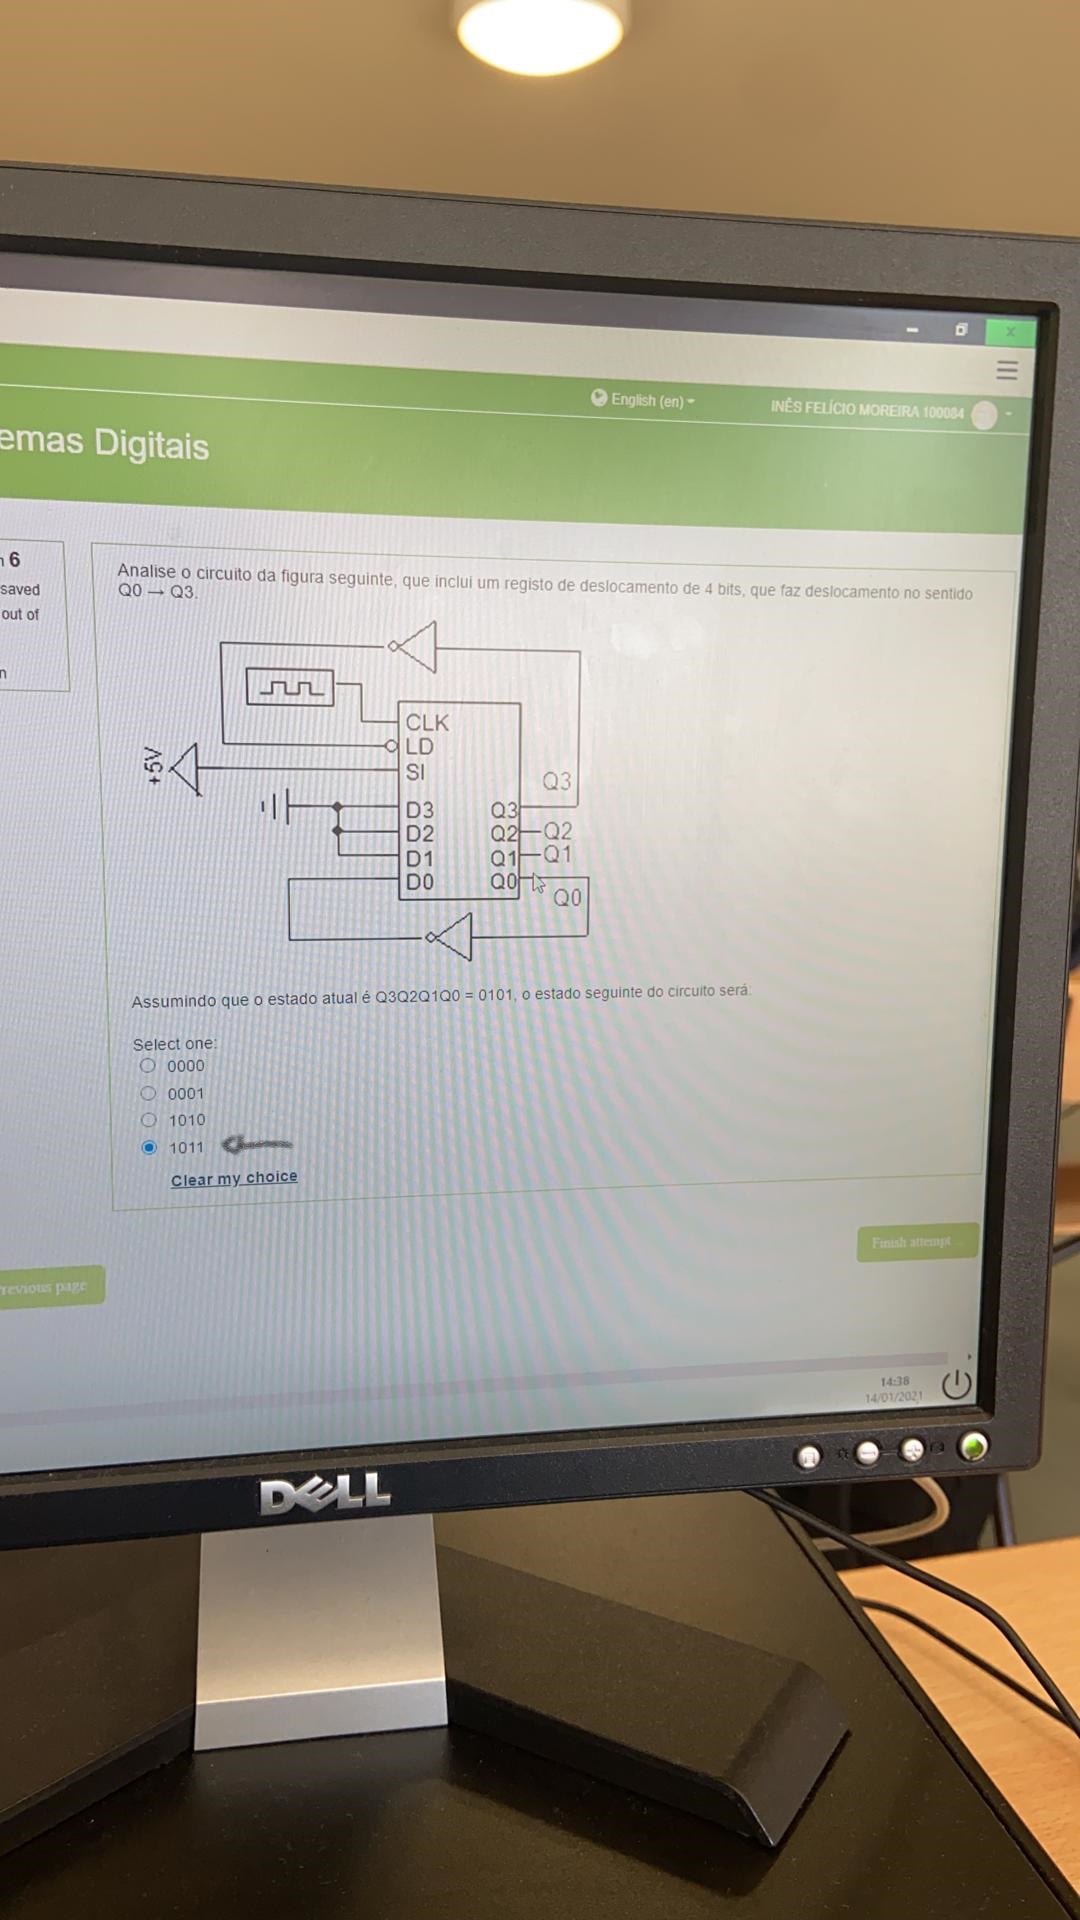 English (en)
INÊS FELÍCIO MOREIRA 100084
emas Digitais
6
saved
out of
n
Analise o circuito da figura seguinte, que inclui um registo de deslocamento de 4 bits, que faz deslocamento no sentido
Q0 → Q3.
CLK
LD
SI
+5V
Q3
D3 Q3
D2 Q2 Q2
D1 Q1 Q1
D0 Q0
Q0
Assumindo que o estado atual é Q3Q2Q1Q0 = 0101, o estado seguinte do circuito será:
Select one:
0000
0001
1010
1011
Clear my choice
Finish attempt ...
revious page
14:38
14/01/2021
DELL